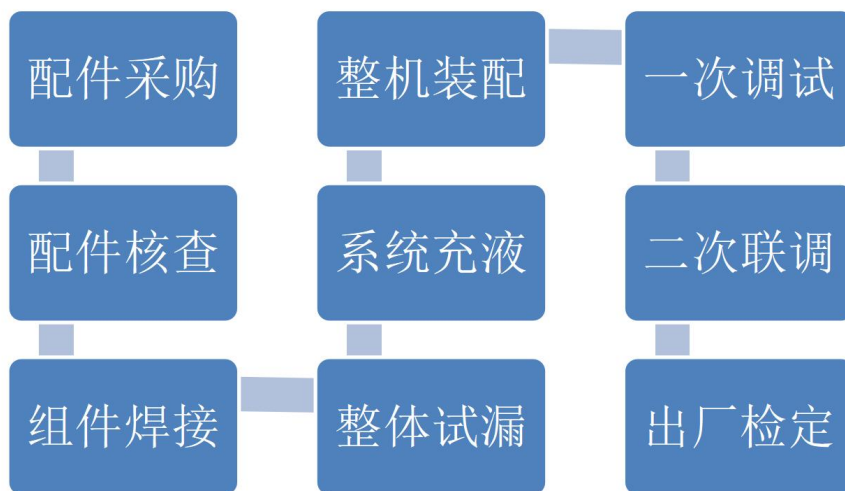 配件采购
配件核查
组件焊接
整体试漏
系统充液
整机装配
一次调试
二次联调
出厂检定